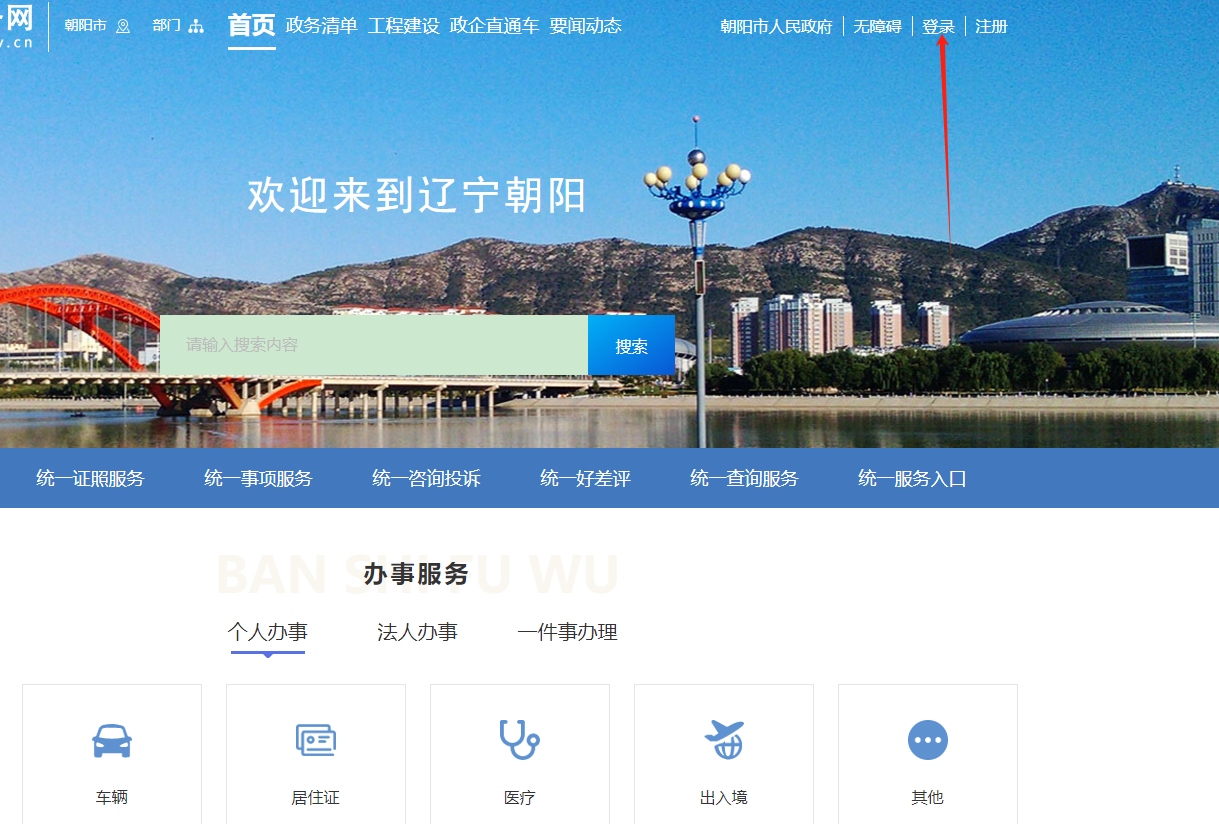 网
v.cn
朝阳市 部门 首页 政务清单 工程建设 政企直通车 要闻动态 朝阳市人民政府 无障碍 登录 注册
欢迎来到辽宁朝阳
请输入搜索内容 搜索
统一证照服务 统一事项服务 统一咨询投诉 统一好差评 统一查询服务 统一服务入口
BAN SHI FU WU
办事服务
个人办事 法人办事 一件事办理
车辆 居住证 医疗 出入境 其他